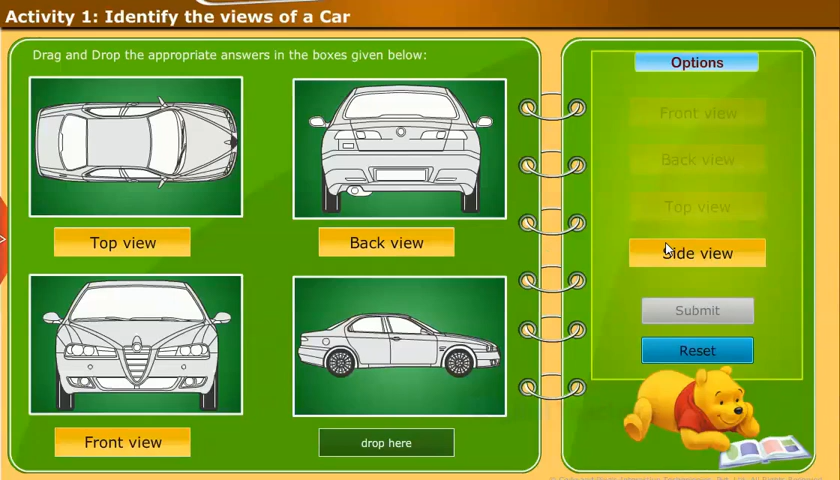 Activity 1: Identify the views of a Car
Drag and Drop the appropriate answers in the boxes given below:
Top view
Back view
Front view
drop here
Options
Front view
Back view
Top view
Side view
Submit
Reset